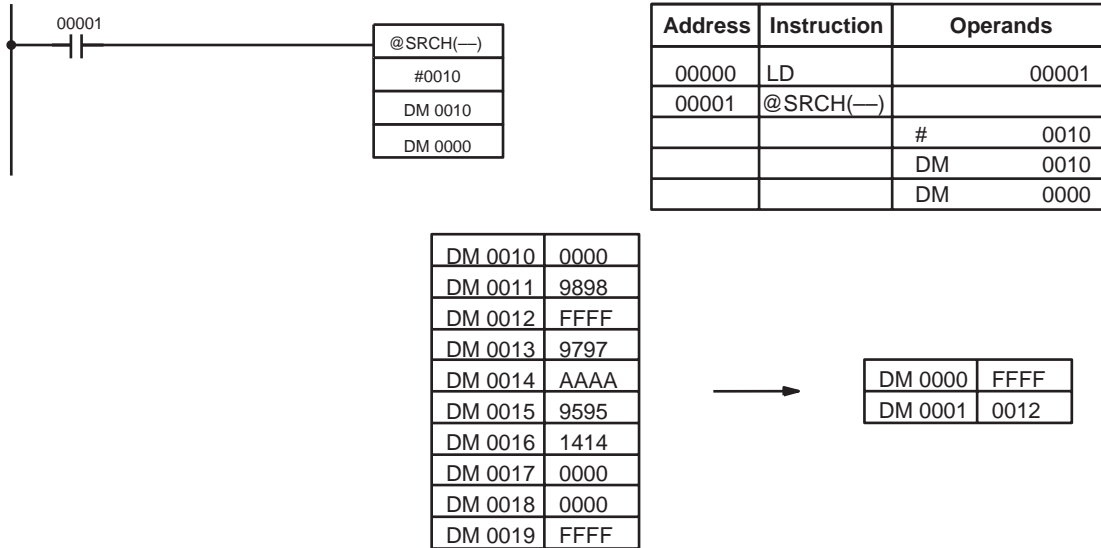 00001
@SRCH(––)
#0010
DM 0010
DM 0000
Address Instruction Operands
00000 LD 00001
00001 @SRCH(––)
# 0010
DM 0010
DM 0000
DM 0010 0000
DM 0011 9898
DM 0012 FFFF
DM 0013 9797
DM 0014 AAAA
DM 0015 9595
DM 0016 1414
DM 0017 0000
DM 0018 0000
DM 0019 FFFF
DM 0000 FFFF
DM 0001 0012